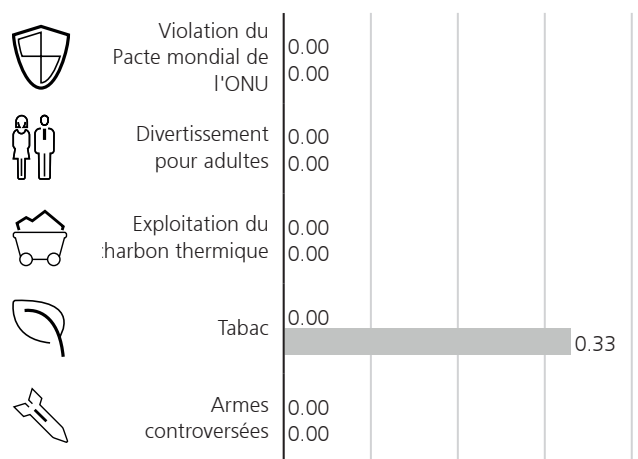 Violation du
Pacte mondial de
l'ONU
0.00
0.00
Divertissement
pour adultes
0.00
0.00
Exploitation du
charbon thermique
0.00
0.00
Tabac
0.00
0.33
Armes
controversées
0.00
0.00